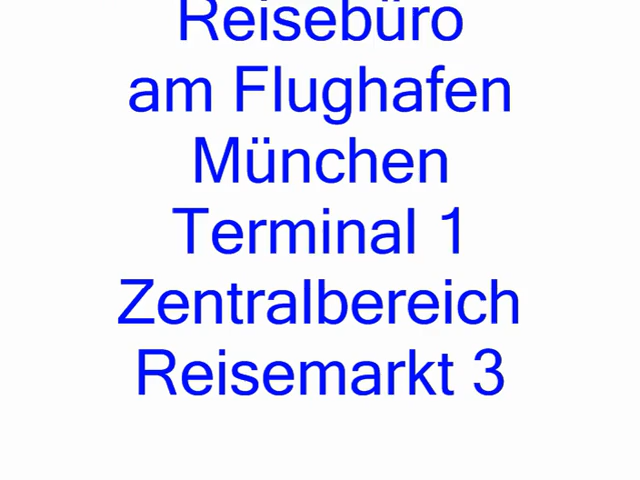 Reisebüro
am Flughafen
München
Terminal 1
Zentralbereich
Reisemarkt 3